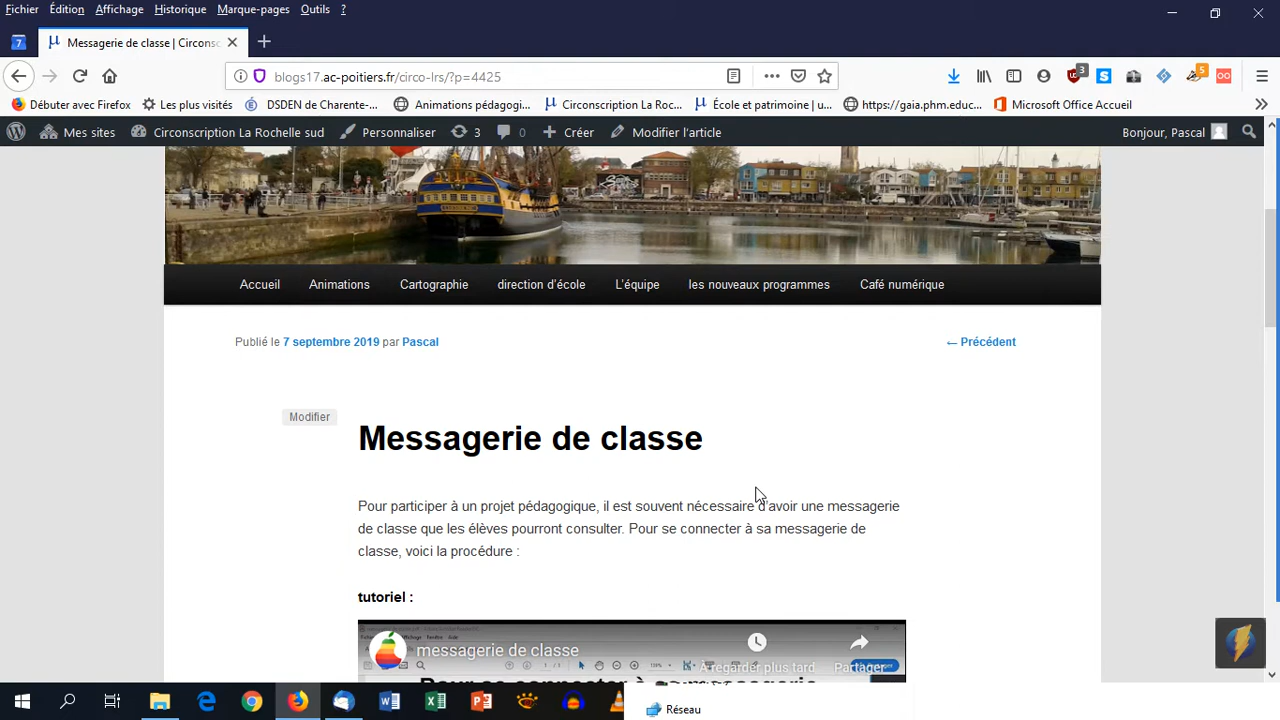 Fichier Édition Affichage Historique Marque-pages Outils ?
7 µ Messagerie de classe | Circonsc
blogs17.ac-poitiers.fr/circo-lrs/?p=4425 3 5
Débuter avec Firefox Les plus visités DSDEN de Charente-... Animations pédagogi... Circonscription La Roc... École et patrimoine | u... https://gaia.phm.educ... Microsoft Office Accueil
Mes sites Circonscription La Rochelle sud Personnaliser 3 0 Créer Modifier l'article Bonjour, Pascal
Accueil Animations Cartographie direction d'école L'équipe les nouveaux programmes Café numérique
Publié le 7 septembre 2019 par Pascal ← Précédent
Modifier
Messagerie de classe
Pour participer à un projet pédagogique, il est souvent nécessaire d'avoir une messagerie
de classe que les élèves pourront consulter. Pour se connecter à sa messagerie de
classe, voici la procédure :
tutoriel :
messagerie de classe
À regarder plus tard Partager
Réseau